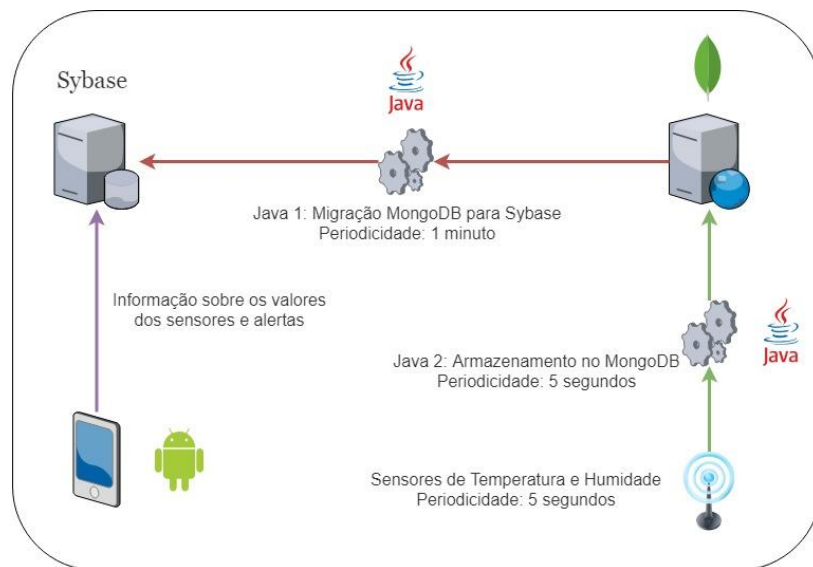 Sybase
Java
Java 1: Migração MongoDB para Sybase
Periodicidade: 1 minuto
Informação sobre os valores
dos sensores e alertas
Java 2: Armazenamento no MongoDB
Periodicidade: 5 segundos
Java
Sensores de Temperatura e Humidade
Periodicidade: 5 segundos